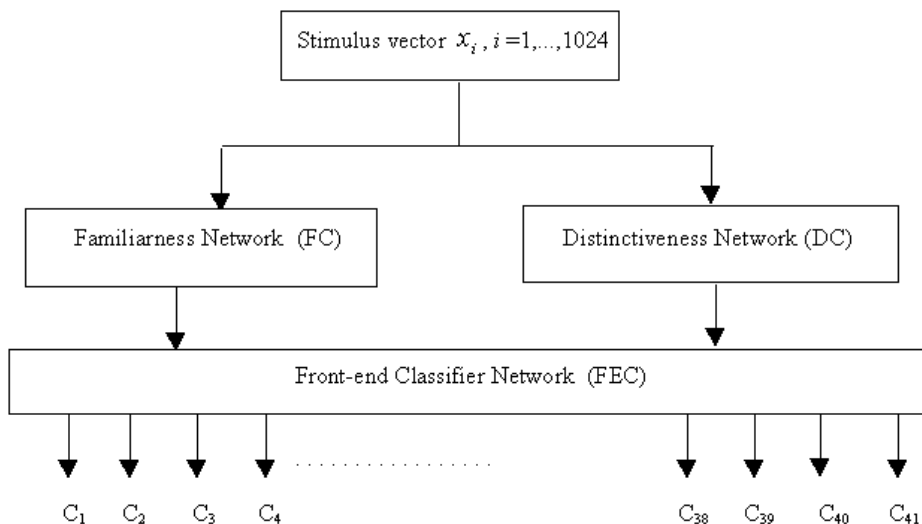 Stimulus vector x_i , i =1,...,1024
Familiarness Network (FC)
Distinctiveness Network (DC)
Front-end Classifier Network (FEC)
..................
C₁ C₂ C₃ C₄ C₃₈ C₃₉ C₄₀ C₄₁